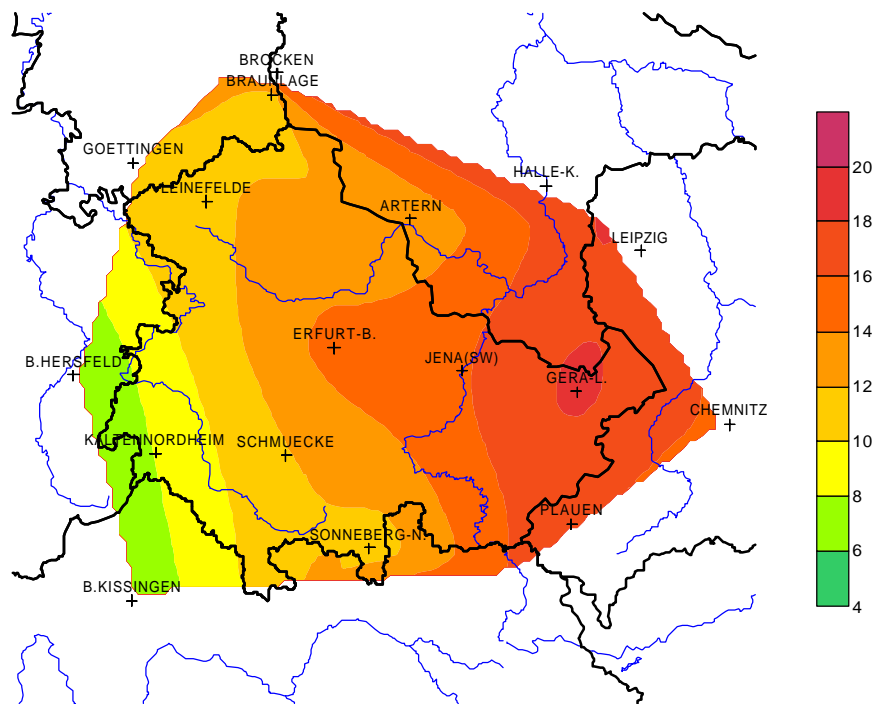 BROCKEN
BRAUNLAGE
GOETTINGEN
HALLE-K.
LEINEFELDE
ARTERN
LEIPZIG
ERFURT-B.
JENA(SW)
B.HERSFELD
GERA-L.
CHEMNITZ
KALTENNORDHEIM
SCHMUECKE
PLAUEN
SONNEBERG-N.
B.KISSINGEN
20
18
16
14
12
10
8
6
4